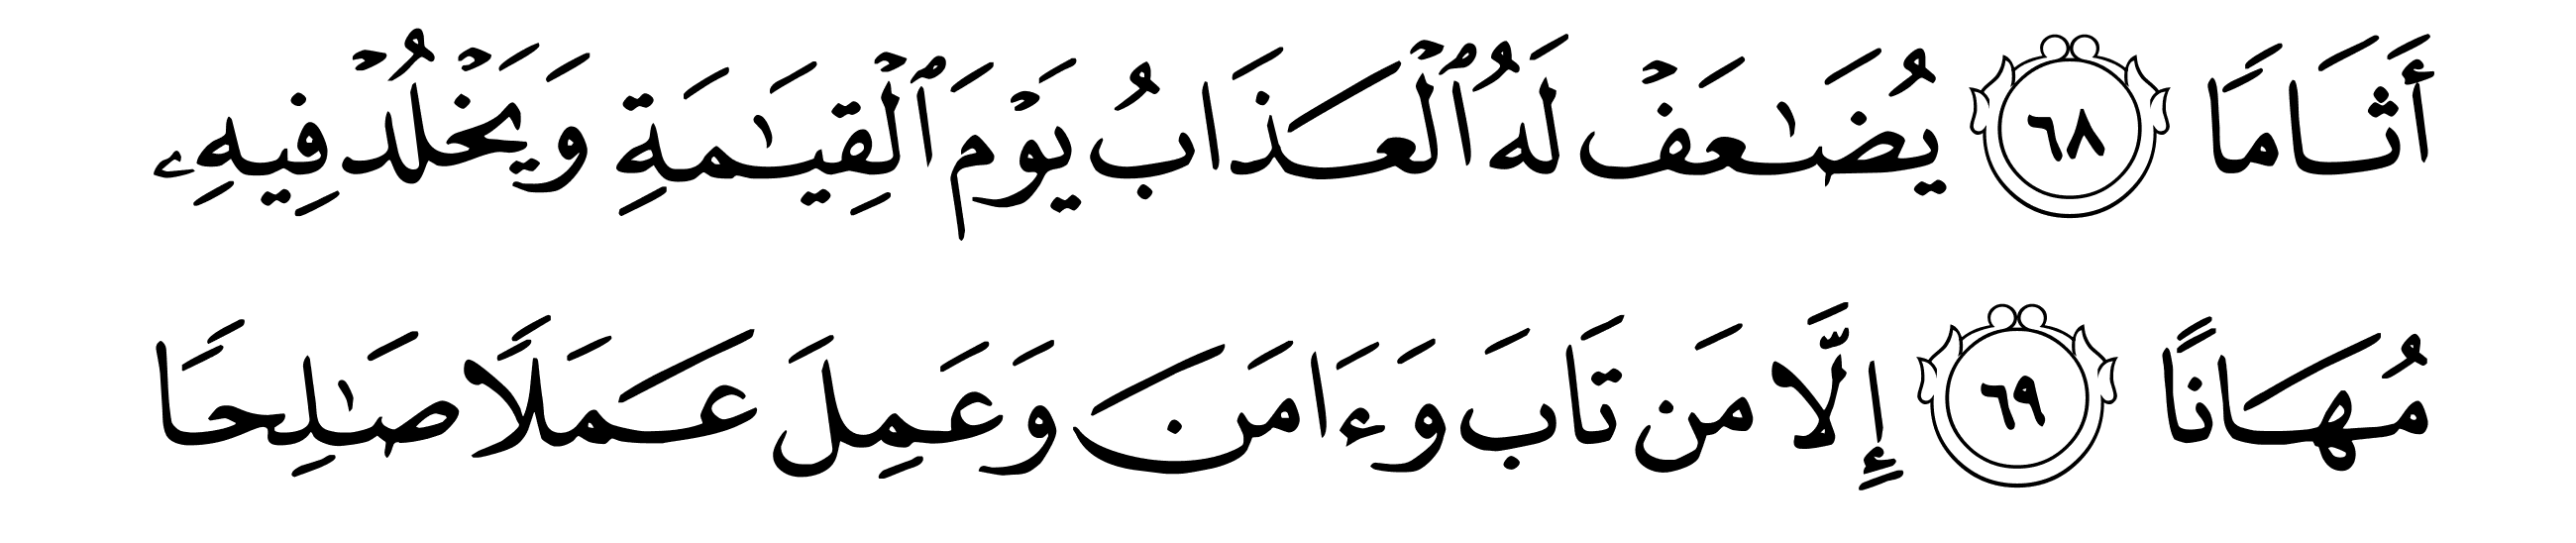 أَثَامًا ٦٨ يُضَٰعَفْ لَهُ ٱلْعَذَابُ يَوْمَ ٱلْقِيَٰمَةِ وَيَخْلُدْ فِيهِۦ
مُهَانًا ٦٩ إِلَّا مَن تَابَ وَءَامَنَ وَعَمِلَ عَمَلًا صَٰلِحًا